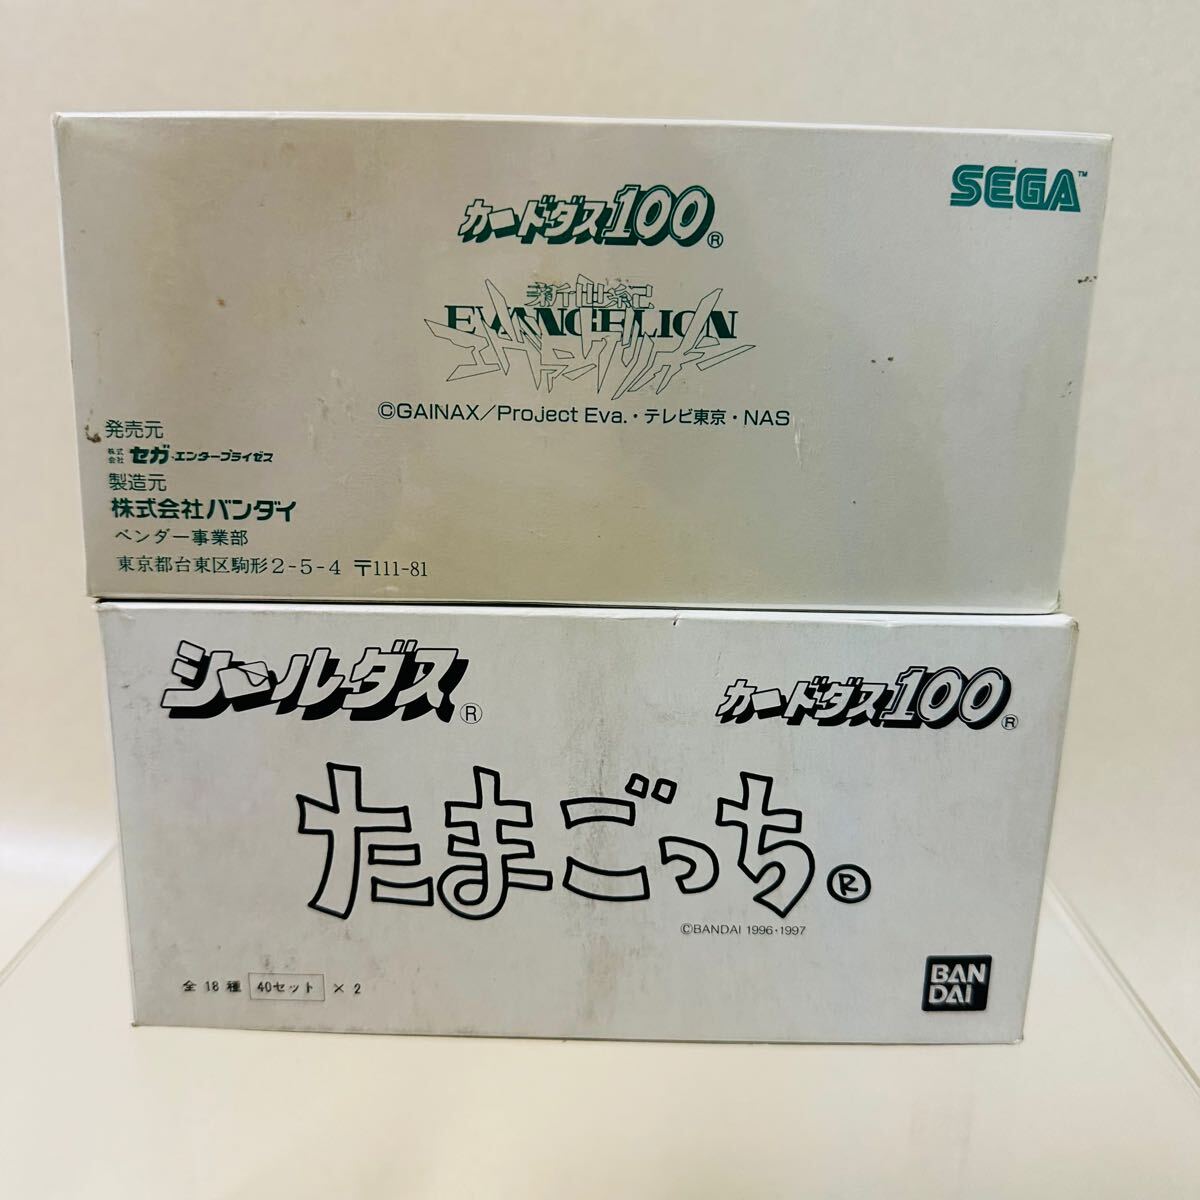 SEGA™
カードダス100®
新世紀
EVANGELION
エヴァンゲリオン
©GAINAX/Project Eva.・テレビ東京・NAS
発売元
株式会社 セガ・エンタープライゼス
製造元
株式会社バンダイ
ベンダー事業部
東京都台東区駒形2-5-4 〒111-81
シールダス®
カードダス100®
たまごっち®
©BANDAI 1996・1997
全18種 40セット ×2
BAN
DAI